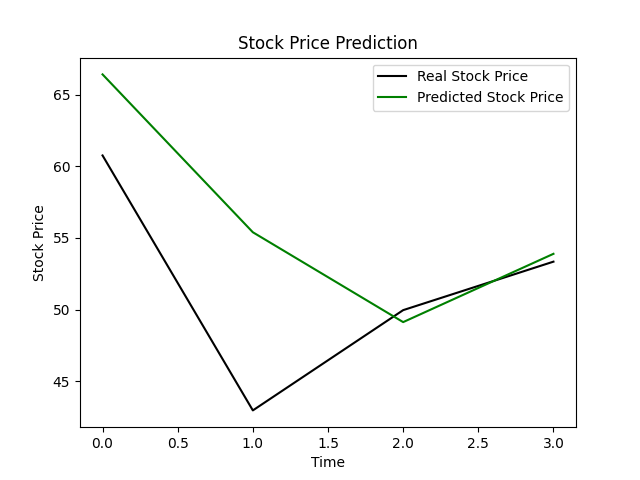 Stock Price Prediction
Real Stock Price
Predicted Stock Price
65
60
55
50
45
Stock Price
0.0 0.5 1.0 1.5 2.0 2.5 3.0
Time